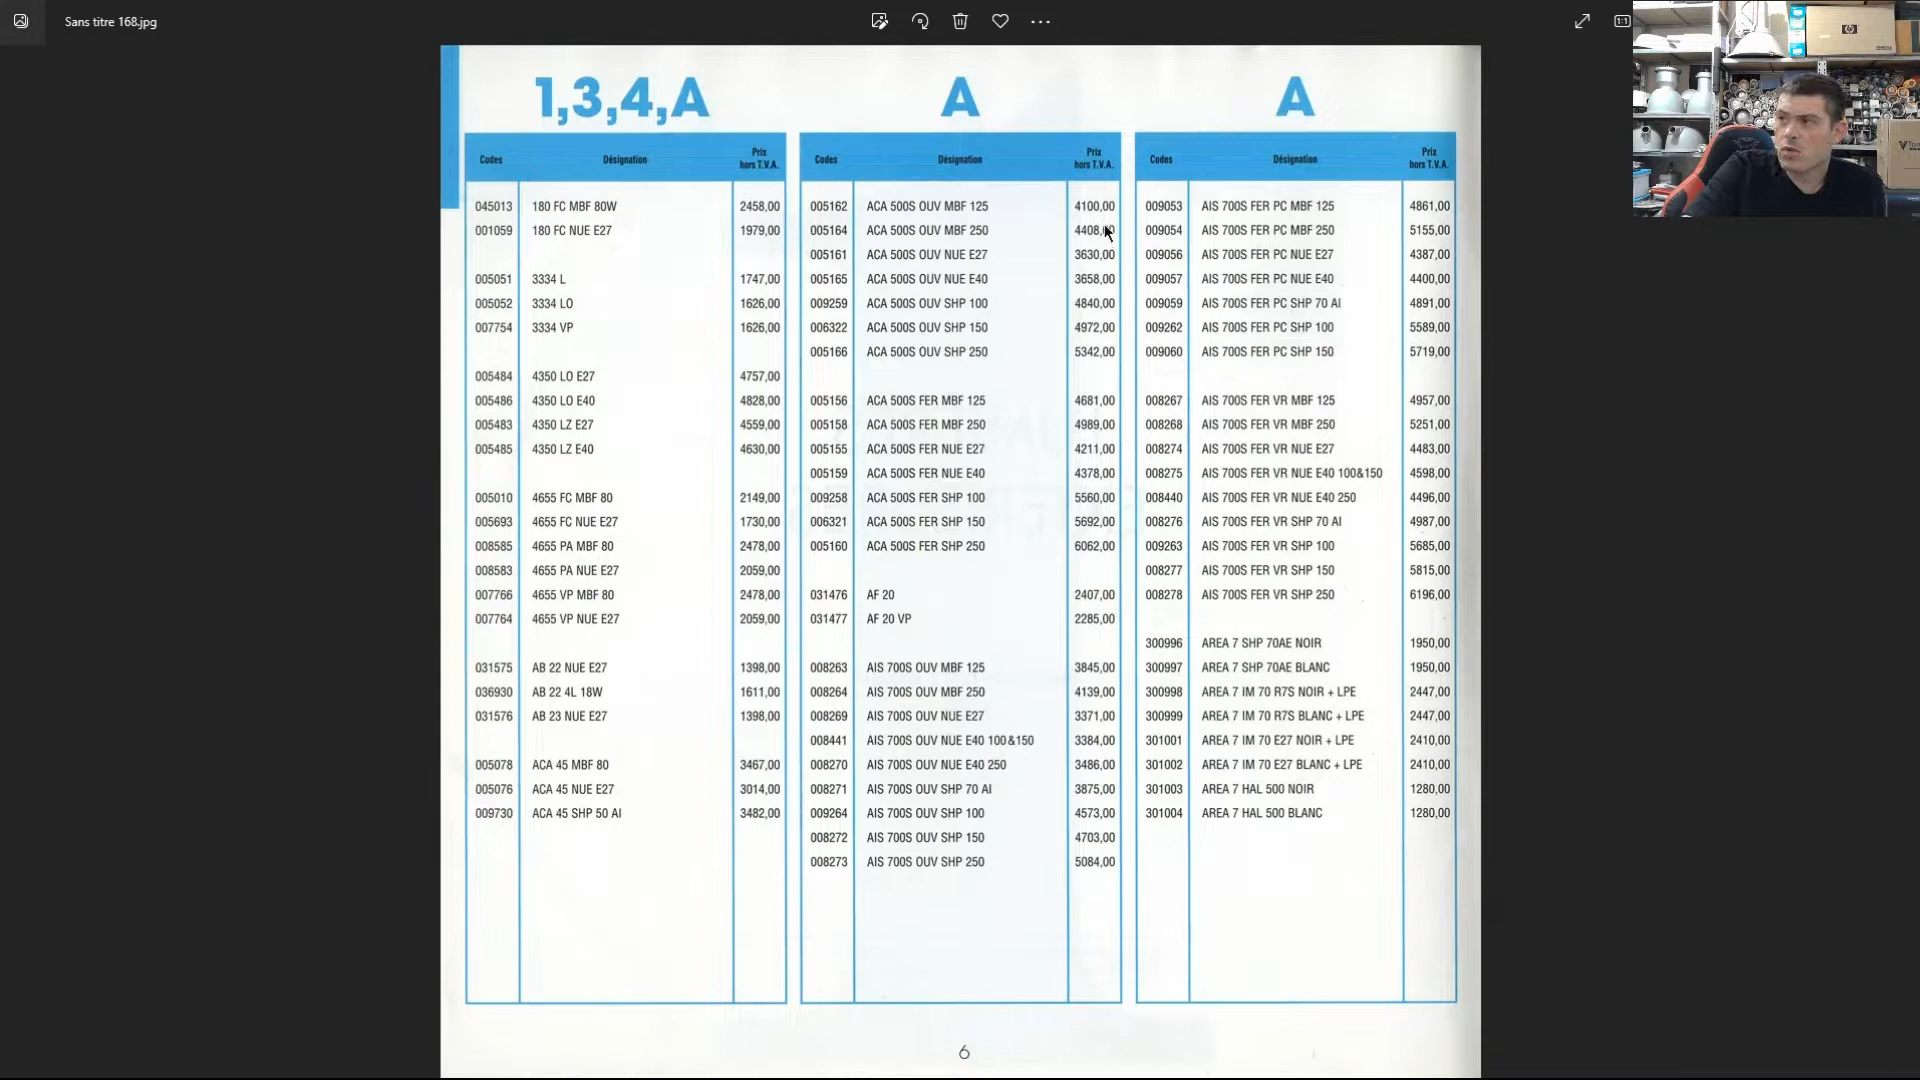 Sans titre 168.jpg
1,3,4,A
Codes Désignation Prix hors T.V.A.
045013 180 FC MBF 80W 2458,00
001059 180 FC NUE E27 1979,00
005051 3334 L 1747,00
005052 3334 LO 1626,00
007754 3334 VP 1626,00
005484 4350 LO E27 4757,00
005486 4350 LO E40 4828,00
005483 4350 LZ E27 4559,00
005485 4350 LZ E40 4630,00
005010 4655 FC MBF 80 2149,00
005693 4655 FC NUE E27 1730,00
008585 4655 PA MBF 80 2478,00
008583 4655 PA NUE E27 2059,00
007766 4655 VP MBF 80 2478,00
007764 4655 VP NUE E27 2059,00
031575 AB 22 NUE E27 1398,00
036930 AB 22 4L 18W 1611,00
031576 AB 23 NUE E27 1398,00
005078 ACA 45 MBF 80 3467,00
005076 ACA 45 NUE E27 3014,00
009730 ACA 45 SHP 50 AI 3482,00
A
Codes Désignation Prix hors T.V.A.
005162 ACA 500S OUV MBF 125 4100,00
005164 ACA 500S OUV MBF 250 4408,00
005161 ACA 500S OUV NUE E27 3630,00
005165 ACA 500S OUV NUE E40 3658,00
009259 ACA 500S OUV SHP 100 4840,00
006322 ACA 500S OUV SHP 150 4972,00
005166 ACA 500S OUV SHP 250 5342,00
005156 ACA 500S FER MBF 125 4681,00
005158 ACA 500S FER MBF 250 4989,00
005155 ACA 500S FER NUE E27 4211,00
005159 ACA 500S FER NUE E40 4378,00
009258 ACA 500S FER SHP 100 5560,00
006321 ACA 500S FER SHP 150 5692,00
005160 ACA 500S FER SHP 250 6062,00
031476 AF 20 2407,00
031477 AF 20 VP 2285,00
008263 AIS 700S OUV MBF 125 3845,00
008264 AIS 700S OUV MBF 250 4139,00
008269 AIS 700S OUV NUE E27 3371,00
008441 AIS 700S OUV NUE E40 100&150 3384,00
008270 AIS 700S OUV NUE E40 250 3486,00
008271 AIS 700S OUV SHP 70 AI 3875,00
009264 AIS 700S OUV SHP 100 4573,00
008272 AIS 700S OUV SHP 150 4703,00
008273 AIS 700S OUV SHP 250 5084,00
A
Codes Désignation Prix hors T.V.A.
009053 AIS 700S FER PC MBF 125 4861,00
009054 AIS 700S FER PC MBF 250 5155,00
009056 AIS 700S FER PC NUE E27 4387,00
009057 AIS 700S FER PC NUE E40 4400,00
009059 AIS 700S FER PC SHP 70 AI 4891,00
009262 AIS 700S FER PC SHP 100 5589,00
009060 AIS 700S FER PC SHP 150 5719,00
008267 AIS 700S FER VR MBF 125 4957,00
008268 AIS 700S FER VR MBF 250 5251,00
008274 AIS 700S FER VR NUE E27 4483,00
008275 AIS 700S FER VR NUE E40 100&150 4598,00
008440 AIS 700S FER VR NUE E40 250 4496,00
008276 AIS 700S FER VR SHP 70 AI 4987,00
009263 AIS 700S FER VR SHP 100 5685,00
008277 AIS 700S FER VR SHP 150 5815,00
008278 AIS 700S FER VR SHP 250 6196,00
300996 AREA 7 SHP 70AE NOIR 1950,00
300997 AREA 7 SHP 70AE BLANC 1950,00
300998 AREA 7 IM 70 R7S NOIR + LPE 2447,00
300999 AREA 7 IM 70 R7S BLANC + LPE 2447,00
301001 AREA 7 IM 70 E27 NOIR + LPE 2410,00
301002 AREA 7 IM 70 E27 BLANC + LPE 2410,00
301003 AREA 7 HAL 500 NOIR 1280,00
301004 AREA 7 HAL 500 BLANC 1280,00
6
1:1
hp